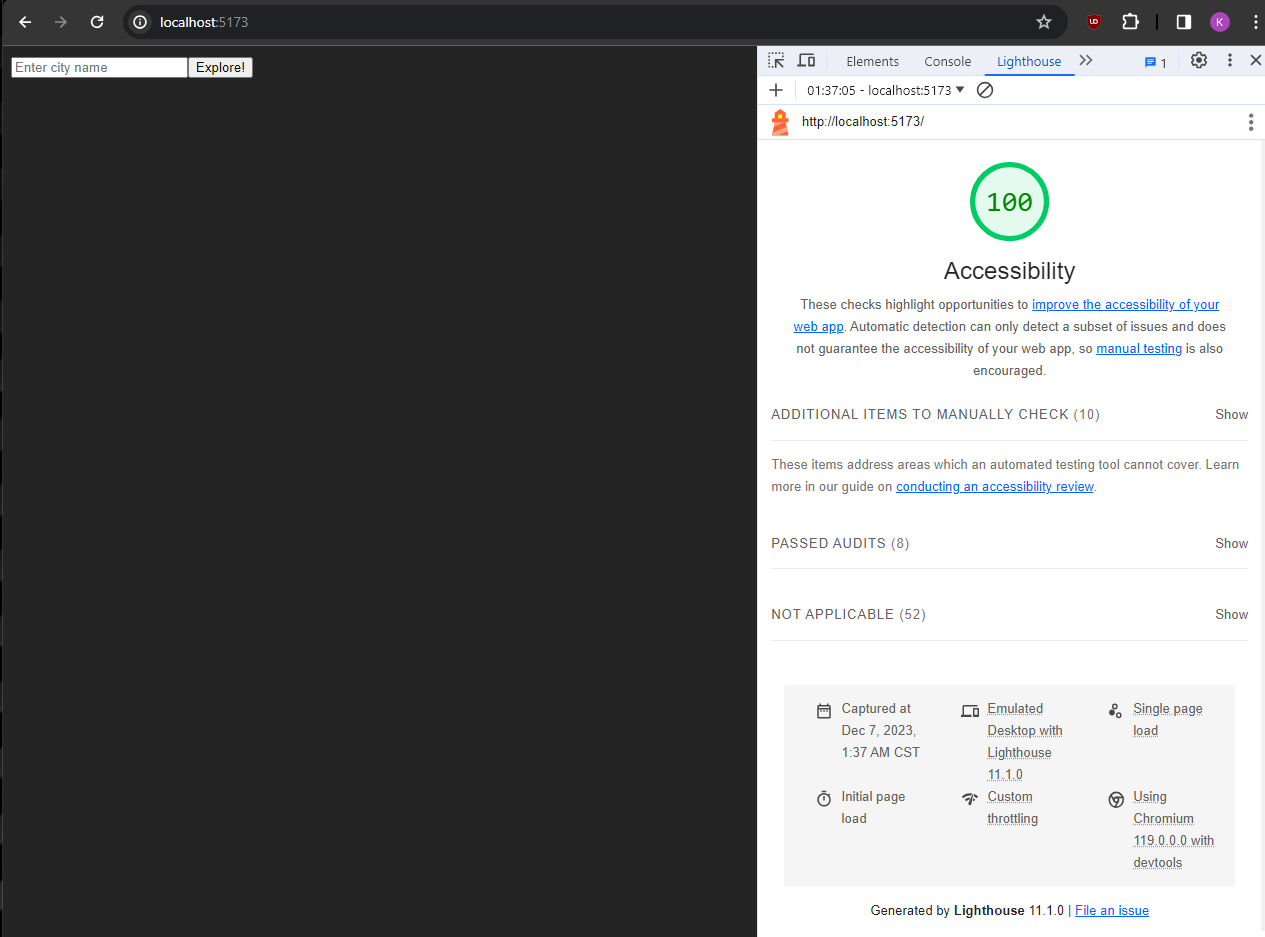 localhost:5173
UD
K
Enter city name
Explore!
Elements
Console
Lighthouse
1
01:37:05 - localhost:5173
http://localhost:5173/
100
Accessibility
These checks highlight opportunities to improve the accessibility of your
web app. Automatic detection can only detect a subset of issues and does
not guarantee the accessibility of your web app, so manual testing is also
encouraged.
ADDITIONAL ITEMS TO MANUALLY CHECK (10)
Show
These items address areas which an automated testing tool cannot cover. Learn
more in our guide on conducting an accessibility review.
PASSED AUDITS (8)
Show
NOT APPLICABLE (52)
Show
Captured at
Dec 7, 2023,
1:37 AM CST
Emulated
Desktop with
Lighthouse
11.1.0
Single page
load
Initial page
load
Custom
throttling
Using
Chromium
119.0.0.0 with
devtools
Generated by Lighthouse 11.1.0 | File an issue